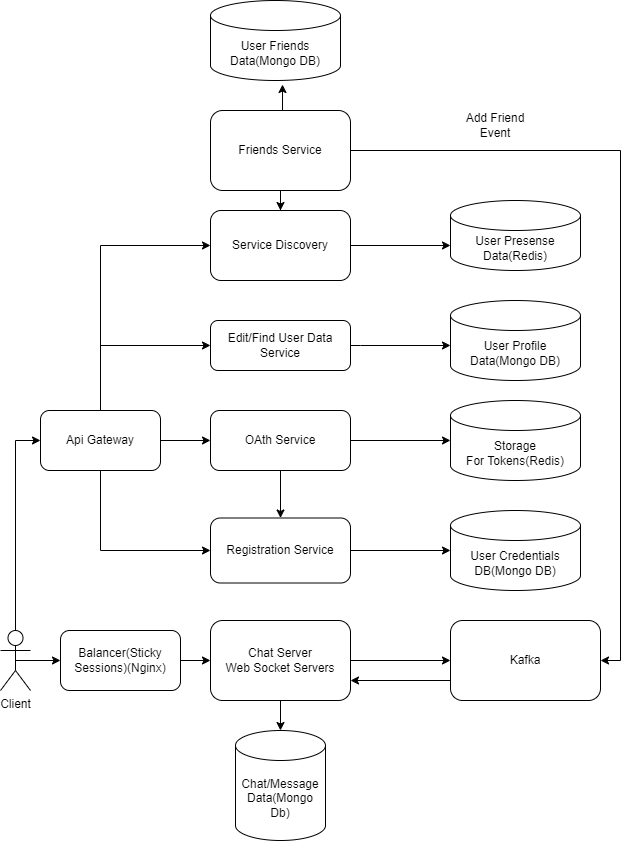 User Friends
Data(Mongo DB)
Friends Service
Add Friend
Event
Service Discovery
User Presense
Data(Redis)
Edit/Find User Data
Service
User Profile
Data(Mongo DB)
Api Gateway
OAth Service
Storage
For Tokens(Redis)
Registration Service
User Credentials
DB(Mongo DB)
Client
Balancer(Sticky
Sessions)(Nginx)
Chat Server
Web Socket Servers
Kafka
Chat/Message
Data(Mongo
Db)